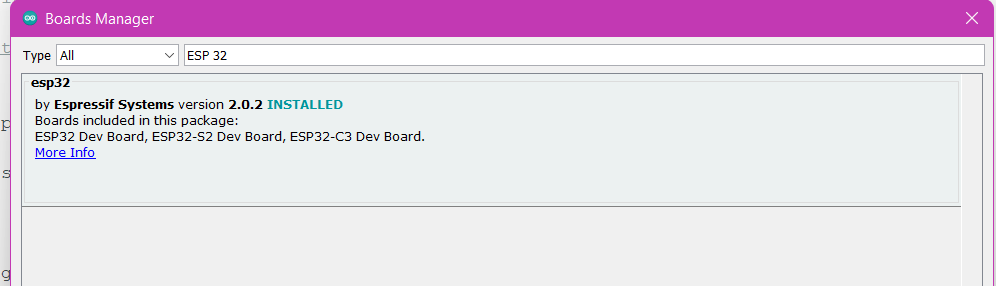 Boards Manager
Type All ESP 32
esp32
by Espressif Systems version 2.0.2 INSTALLED
Boards included in this package:
ESP32 Dev Board, ESP32-S2 Dev Board, ESP32-C3 Dev Board.
More Info